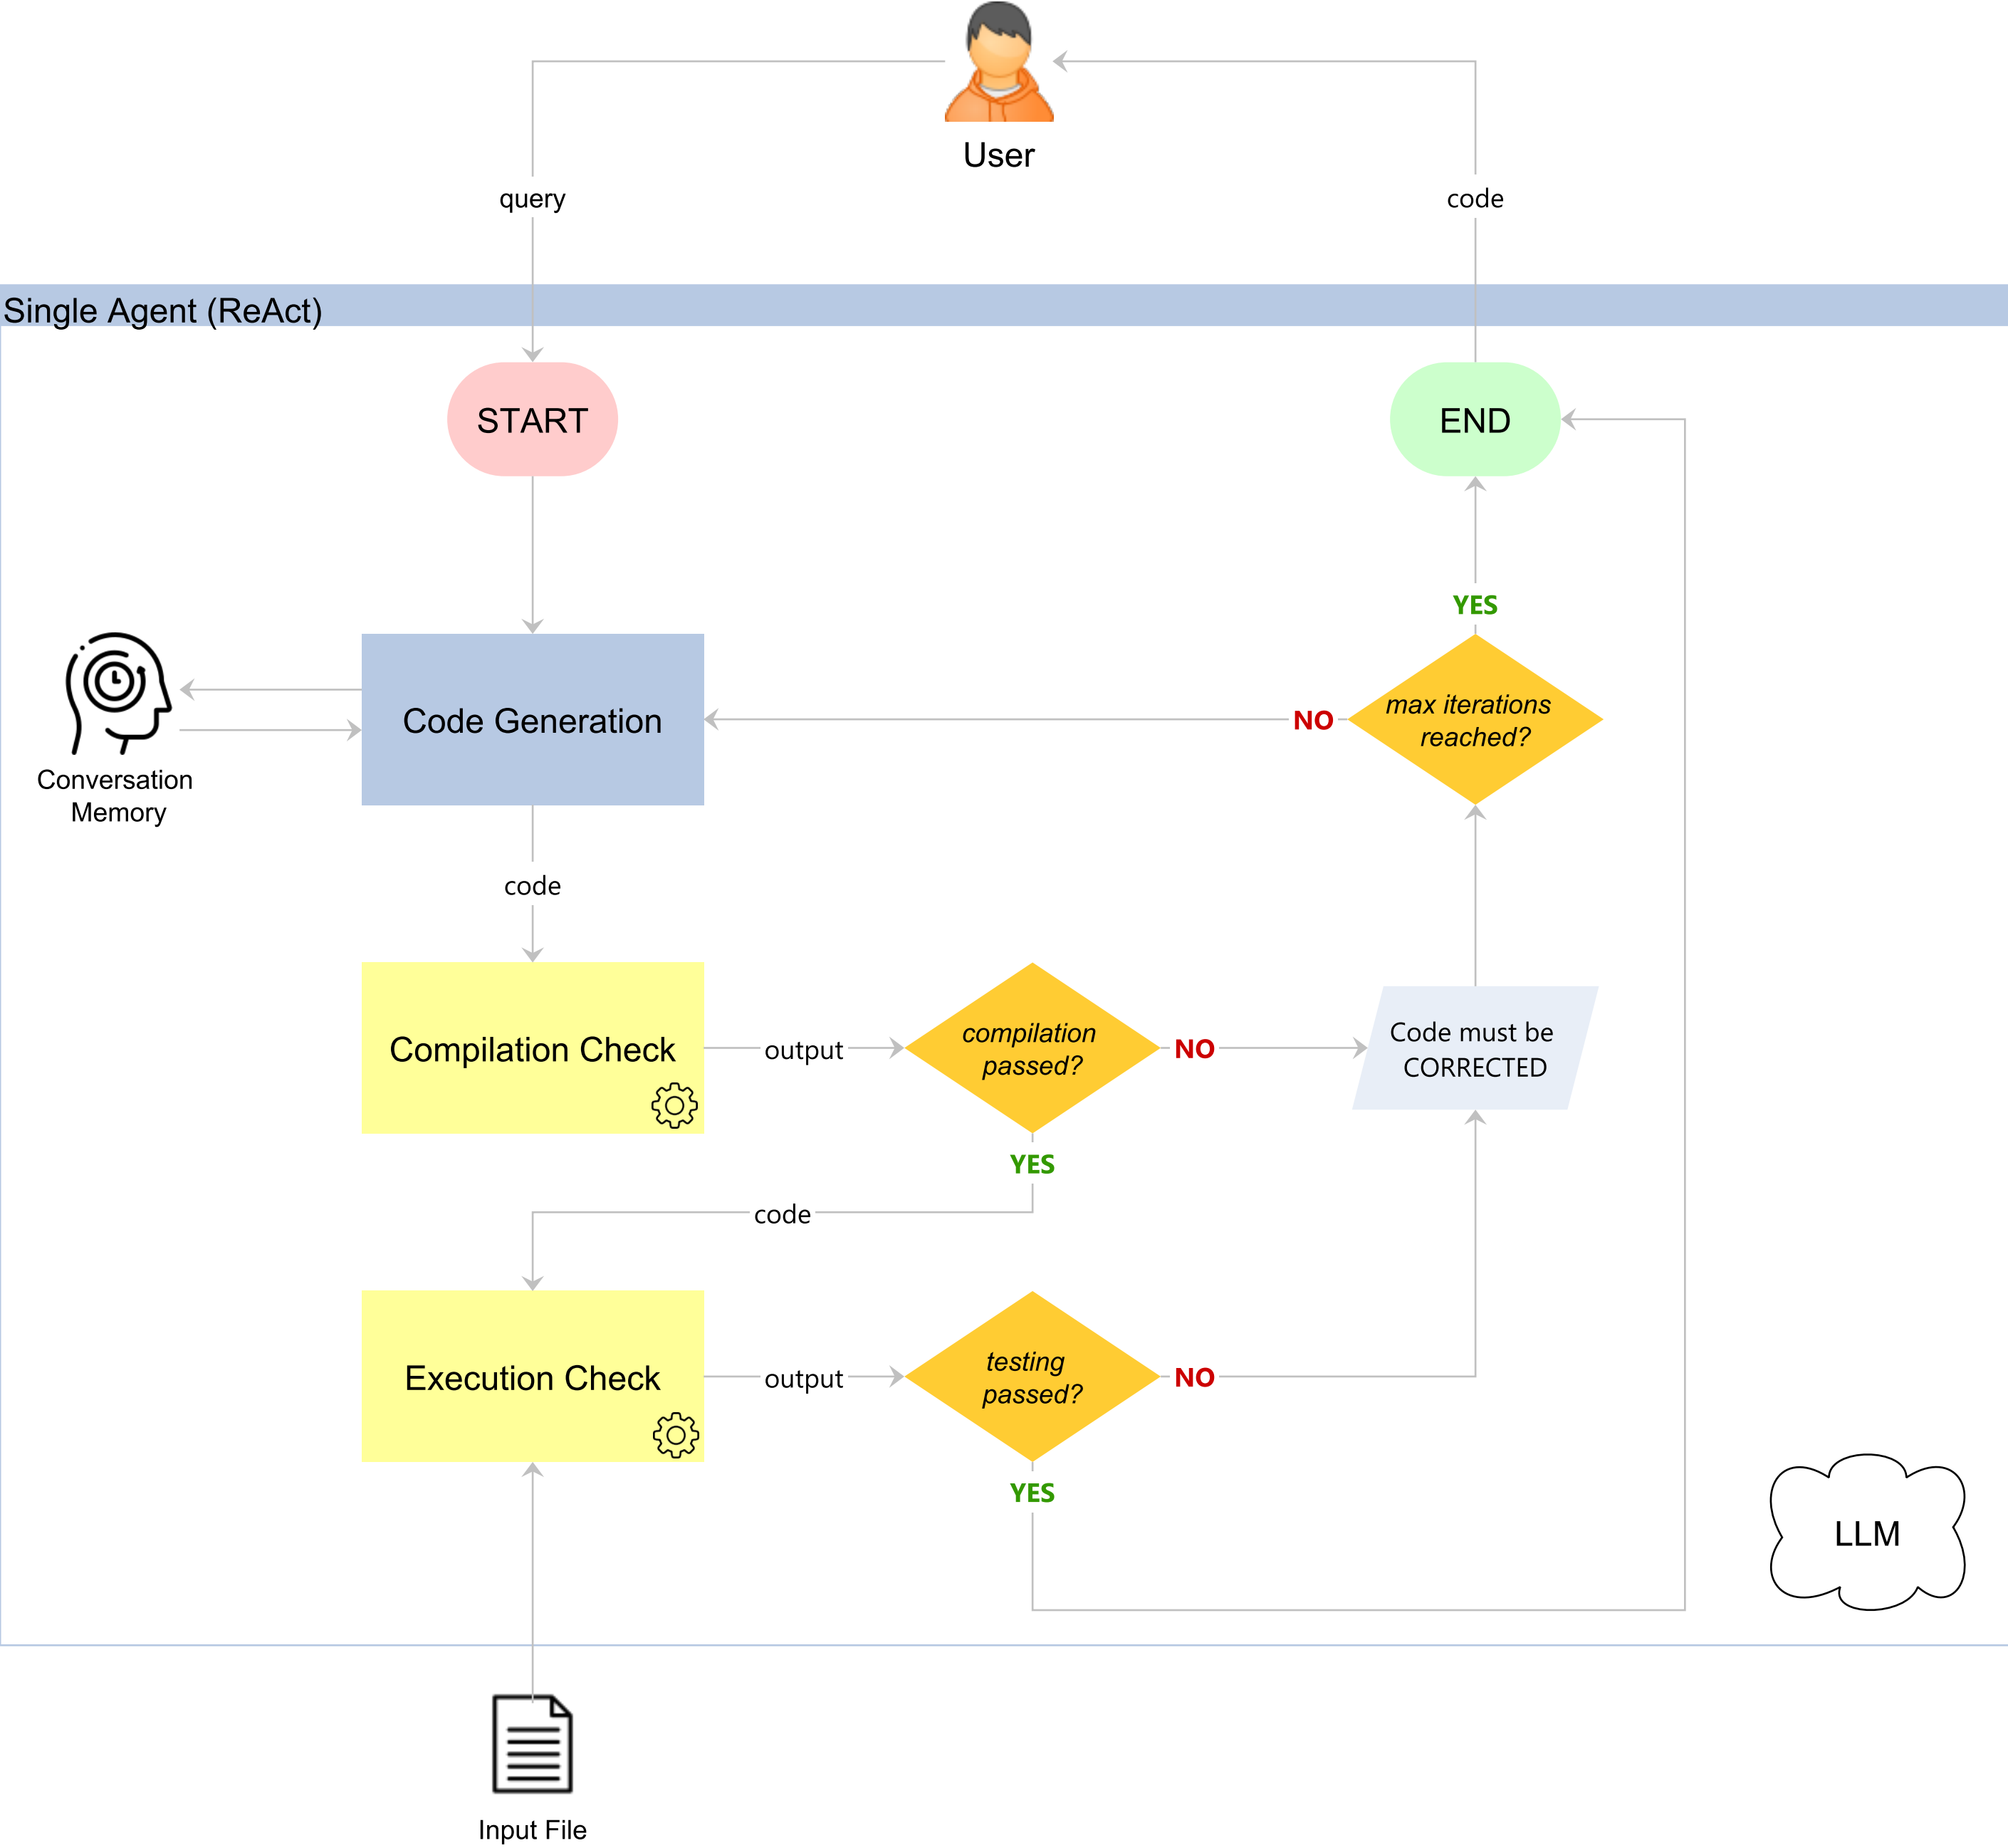 User
query
code
Single Agent (ReAct)
START
END
YES
Code Generation
NO
max iterations
reached?
Conversation
Memory
code
Compilation Check
output
compilation
passed?
NO
Code must be
CORRECTED
YES
code
Execution Check
output
testing
passed?
NO
YES
LLM
Input File